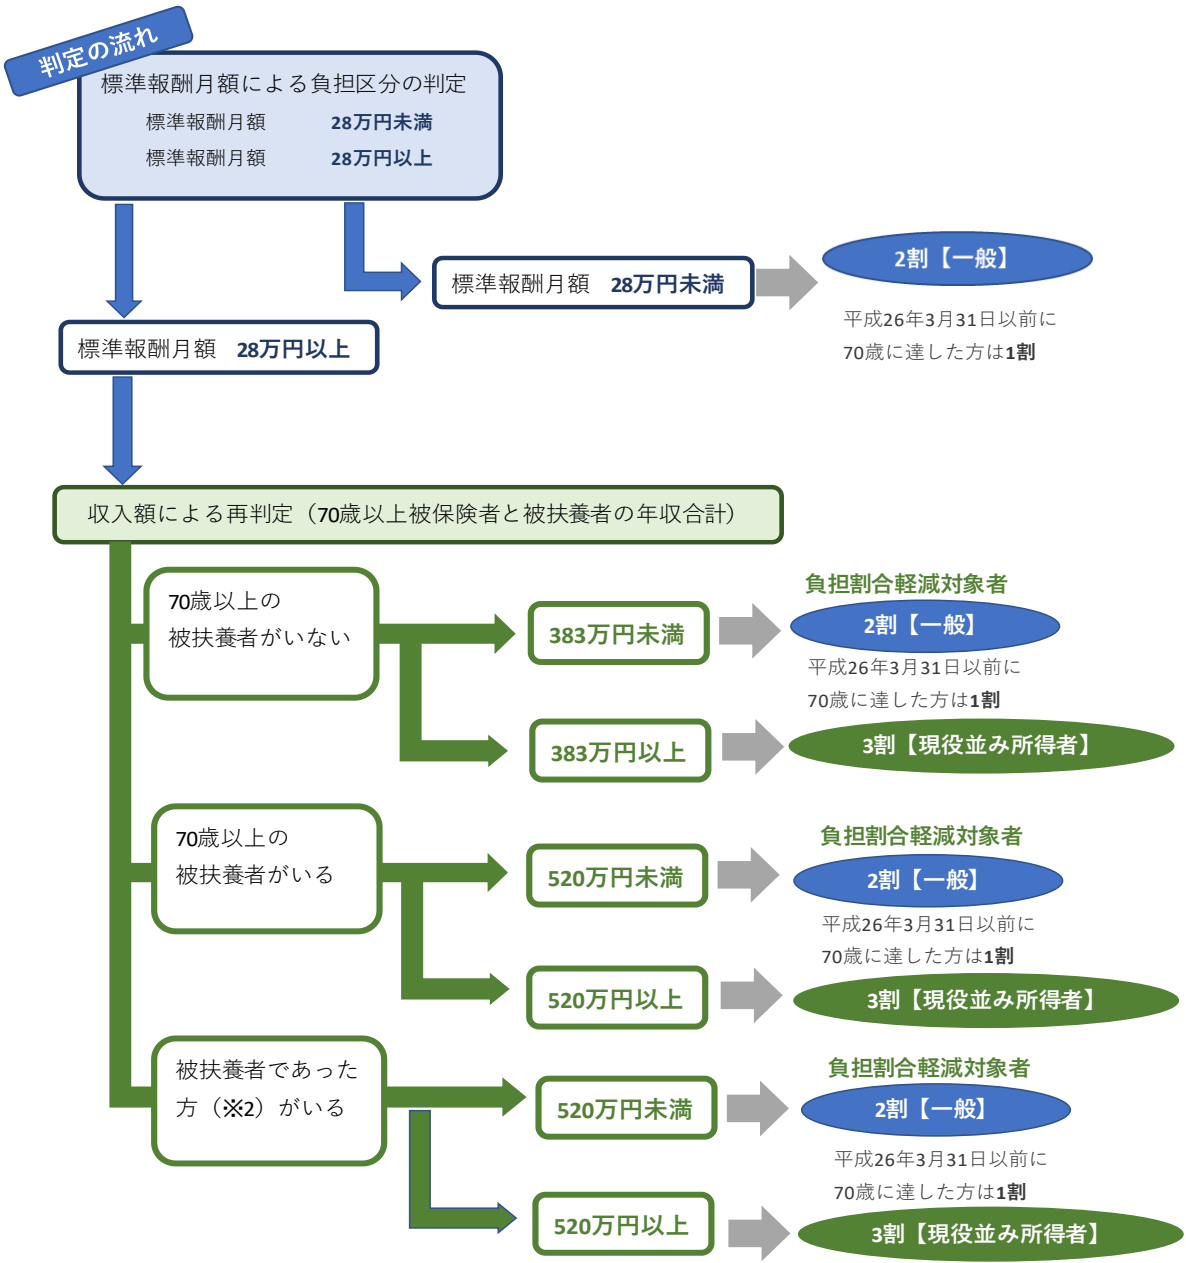 判定の流れ
標準報酬月額による負担区分の判定
標準報酬月額 28万円未満
標準報酬月額 28万円以上
標準報酬月額 28万円未満
2割【一般】
平成26年3月31日以前に
70歳に達した方は1割
標準報酬月額 28万円以上
収入額による再判定（70歳以上被保険者と被扶養者の年収合計）
70歳以上の
被扶養者がいない
383万円未満
負担割合軽減対象者
2割【一般】
平成26年3月31日以前に
70歳に達した方は1割
383万円以上
3割【現役並み所得者】
70歳以上の
被扶養者がいる
520万円未満
負担割合軽減対象者
2割【一般】
平成26年3月31日以前に
70歳に達した方は1割
520万円以上
3割【現役並み所得者】
被扶養者であった
方（※2）がいる
520万円未満
負担割合軽減対象者
2割【一般】
平成26年3月31日以前に
70歳に達した方は1割
520万円以上
3割【現役並み所得者】